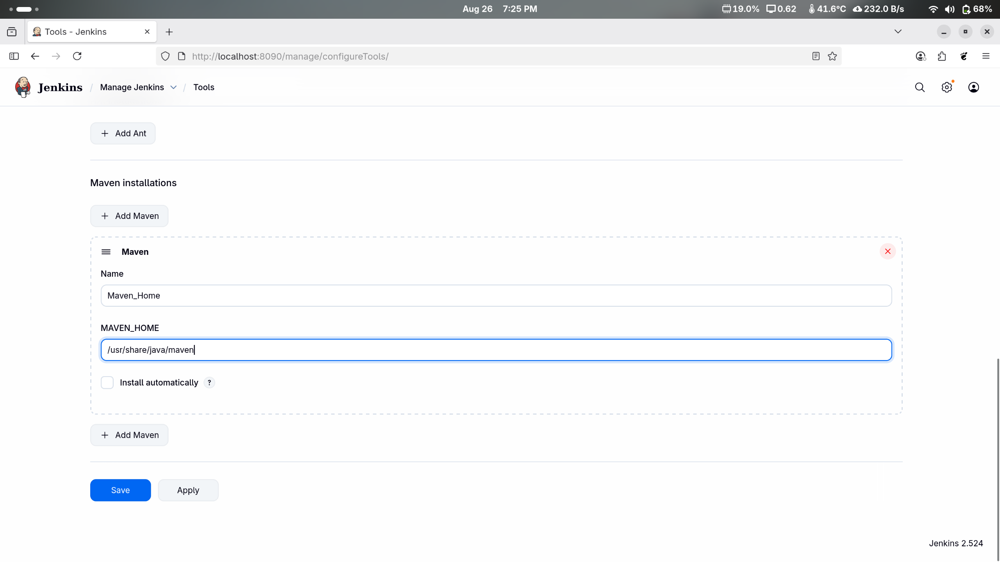 Aug 26 7:25 PM 19.0% 0.62 41.6°C 232.0 B/s 68%
Tools - Jenkins
http://localhost:8090/manage/configureTools/
Jenkins / Manage Jenkins / Tools
+ Add Ant
Maven installations
+ Add Maven
Maven
Name
Maven_Home
MAVEN_HOME
/usr/share/java/maven
Install automatically ?
+ Add Maven
Save Apply
Jenkins 2.524